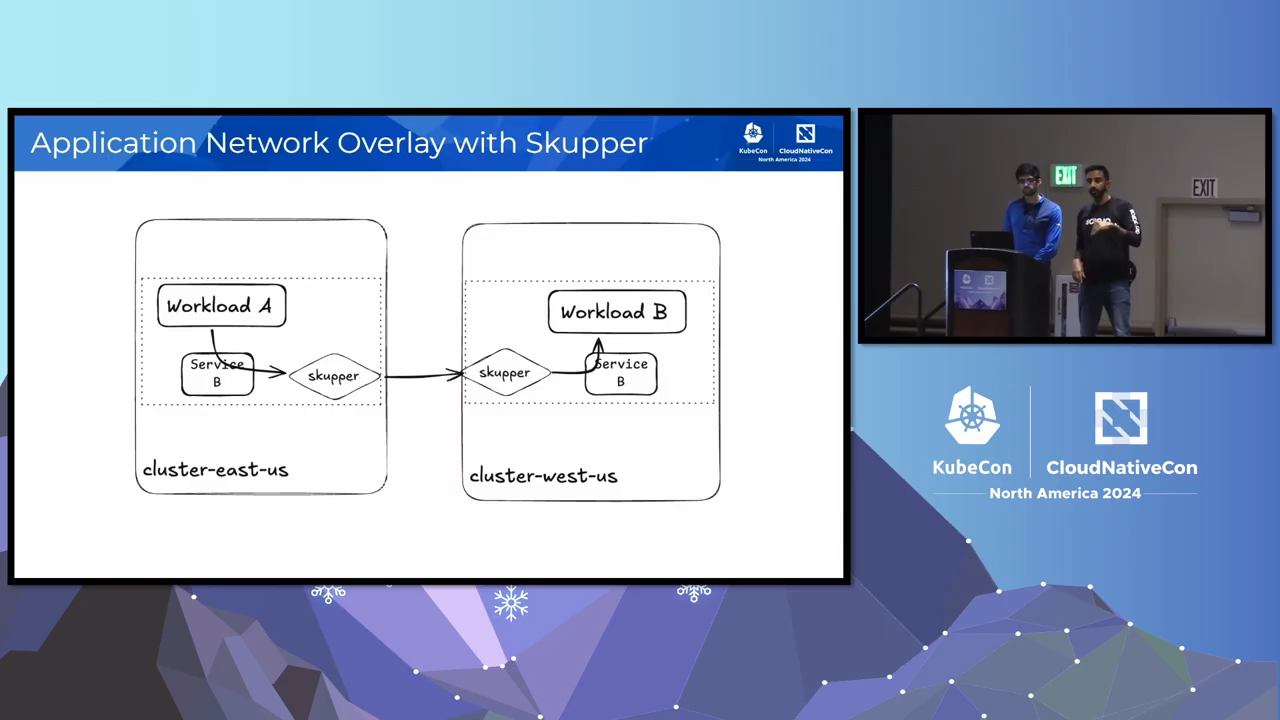 Application Network Overlay with Skupper
KubeCon
CloudNativeCon
North America 2024
Workload A
Service
B
skupper
cluster-east-us
Workload B
skupper
Service
B
cluster-west-us
EXIT
EXIT
KubeCon
CloudNativeCon
North America 2024